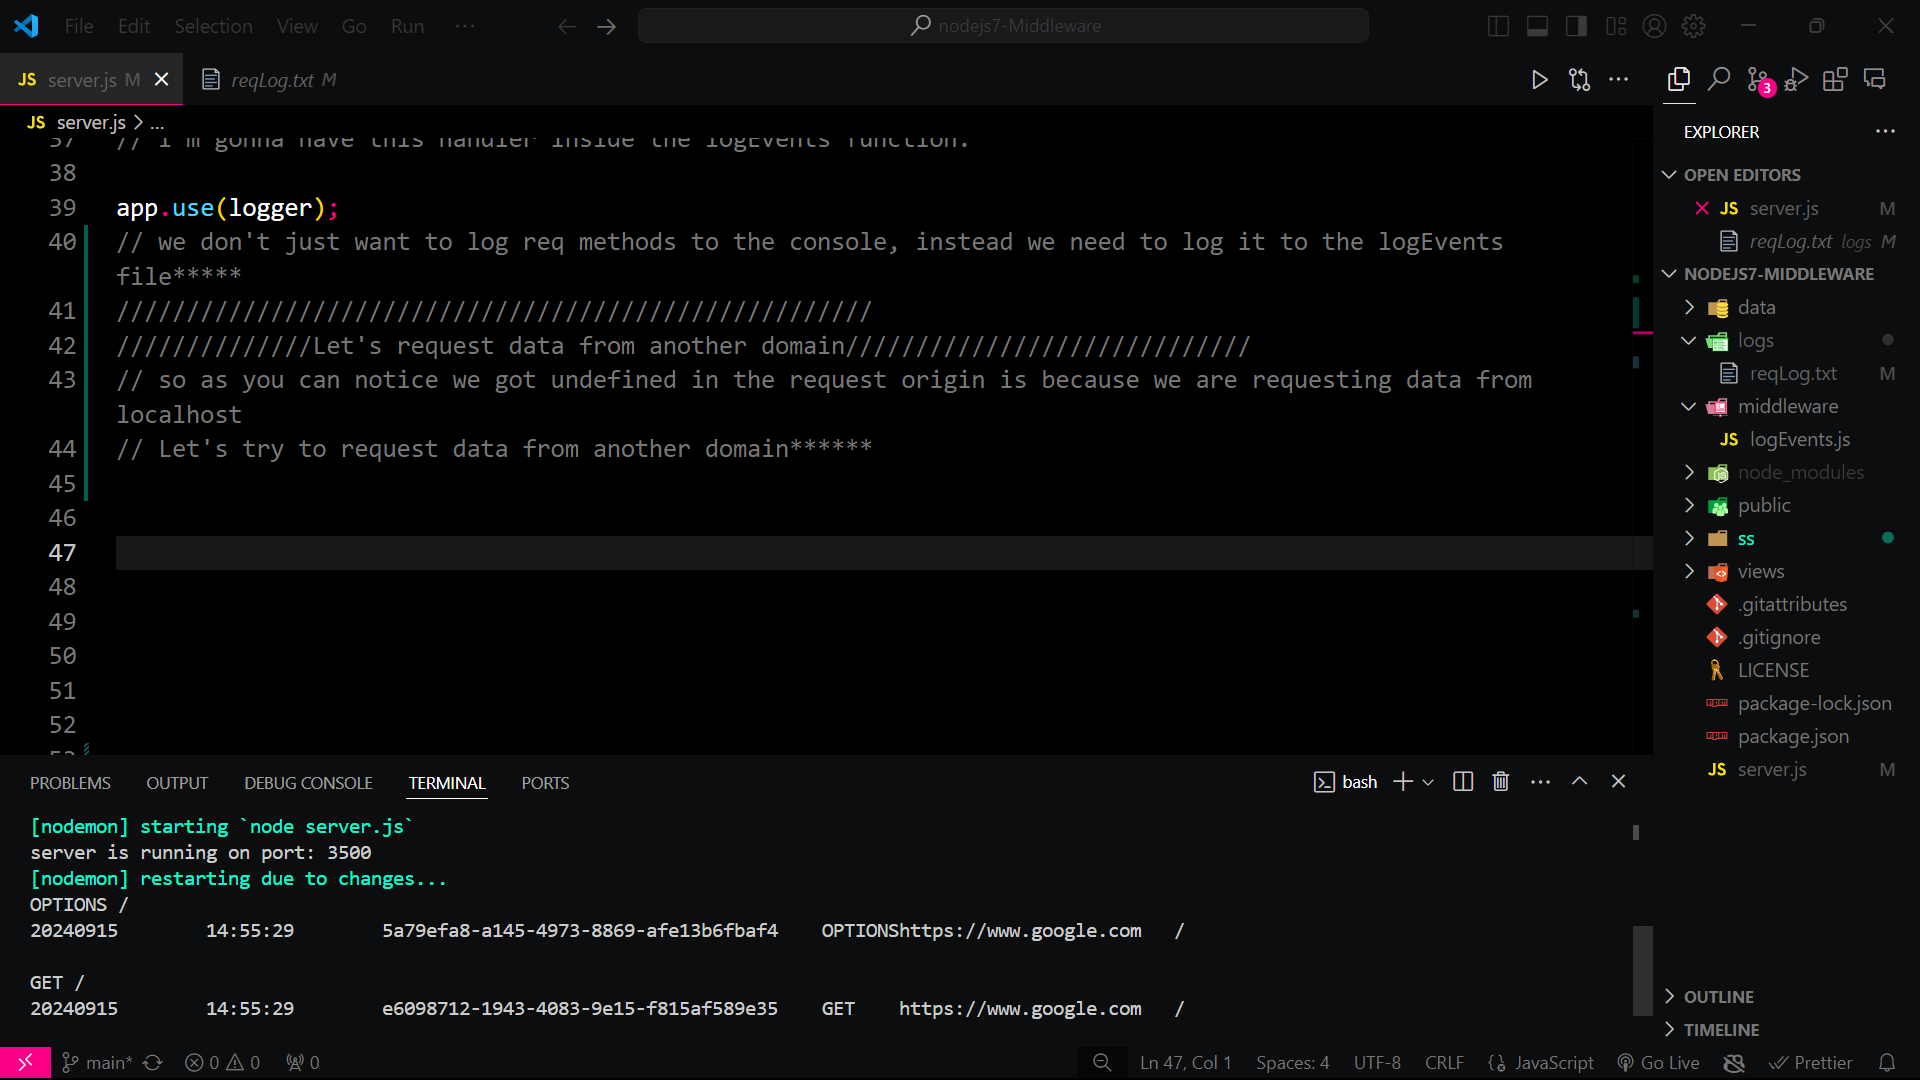 File Edit Selection View Go Run ··· nodejs7-Middleware
JS server.js M reqLog.txt M
3
JS server.js > ...
37 // i'm gonna have this handler inside the logEvents function.
38
39 app.use(logger);
40 // we don't just want to log req methods to the console, instead we need to log it to the logEvents
file*****
41 //////////////////////////////////////////////////////
42 //////////////Let's request data from another domain/////////////////////////////
43 // so as you can notice we got undefined in the request origin is because we are requesting data from
localhost
44 // Let's try to request data from another domain******
45
46
47
48
49
50
51
52
53
EXPLORER
OPEN EDITORS
JS server.js M
reqLog.txt logs M
NODEJS7-MIDDLEWARE
data
logs
reqLog.txt M
middleware
JS logEvents.js
node_modules
public
ss
views
.gitattributes
.gitignore
LICENSE
package-lock.json
package.json
JS server.js M
OUTLINE
TIMELINE
PROBLEMS OUTPUT DEBUG CONSOLE TERMINAL PORTS bash
[nodemon] starting `node server.js`
server is running on port: 3500
[nodemon] restarting due to changes...
OPTIONS /
20240915 14:55:29 5a79efa8-a145-4973-8869-afe13b6fbaf4 OPTIONShttps://www.google.com /
GET /
20240915 14:55:29 e6098712-1943-4083-9e15-f815af589e35 GET https://www.google.com /
main* 0 0 0 Ln 47, Col 1 Spaces: 4 UTF-8 CRLF {} JavaScript Go Live Prettier